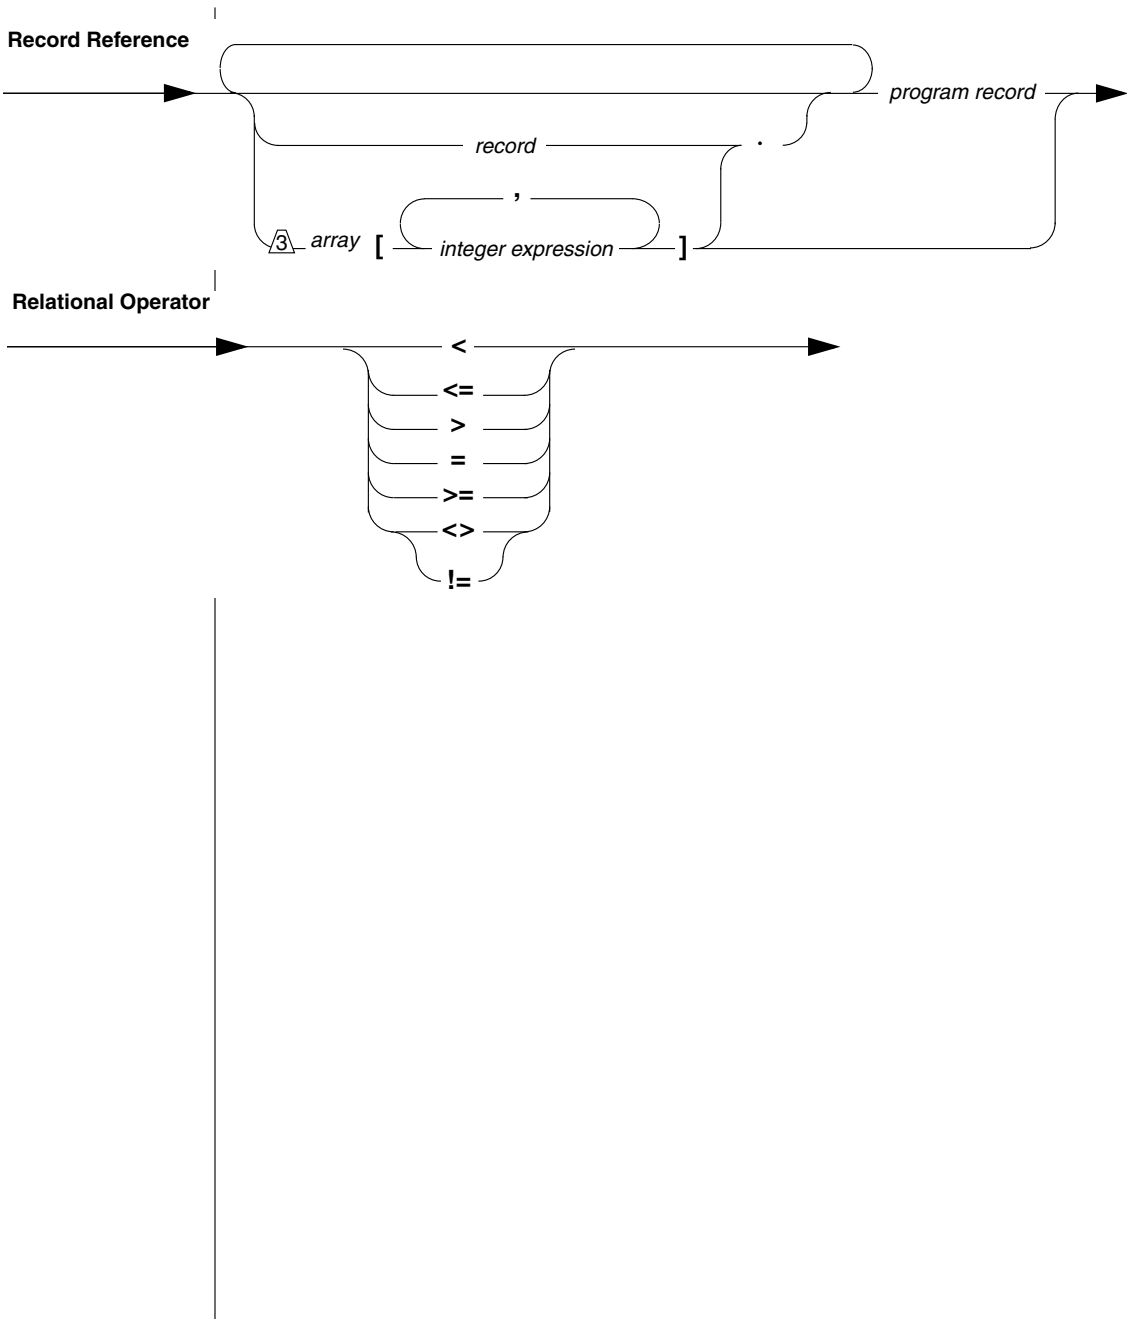 Record Reference
program record
record .
,
3 array [ integer expression ]
Relational Operator
<
<=
>
=
>=
<>
!=